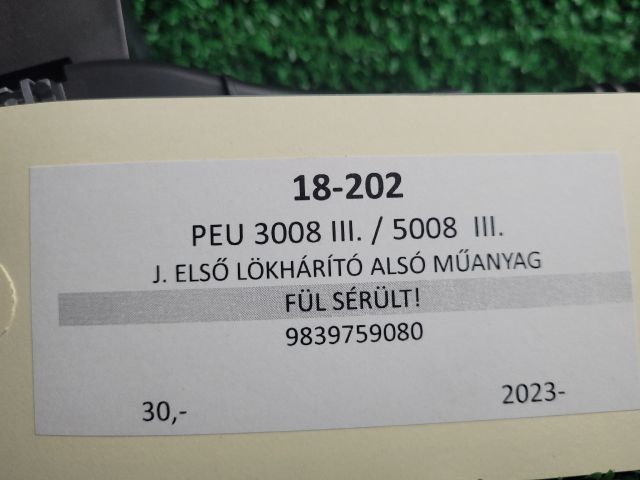 18-202
PEU 3008 III. / 5008 III.
J. ELSŐ LÖKHÁRÍTÓ ALSÓ MŰANYAG
FÜL SÉRÜLT!
9839759080
30,- 2023-